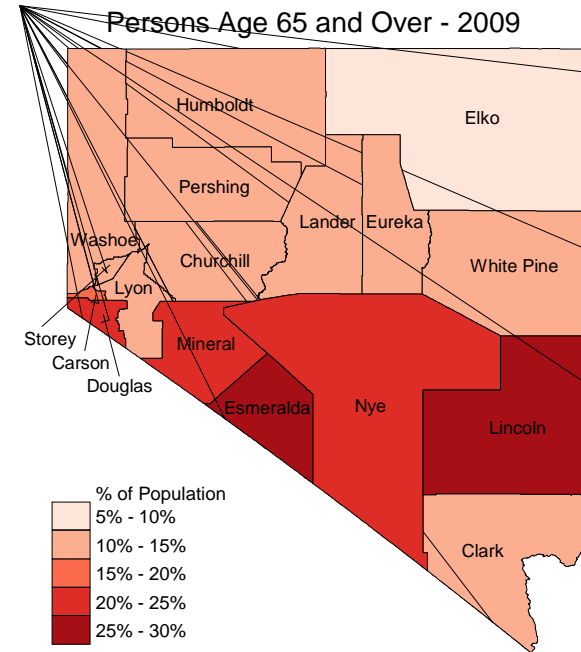 Persons Age 65 and Over - 2009
Humboldt
Elko
Pershing
Lander
Eureka
Washoe
Churchill
White Pine
Lyon
Storey
Carson
Douglas
Mineral
Esmeralda
Nye
Lincoln
Clark
% of Population
5% - 10%
10% - 15%
15% - 20%
20% - 25%
25% - 30%